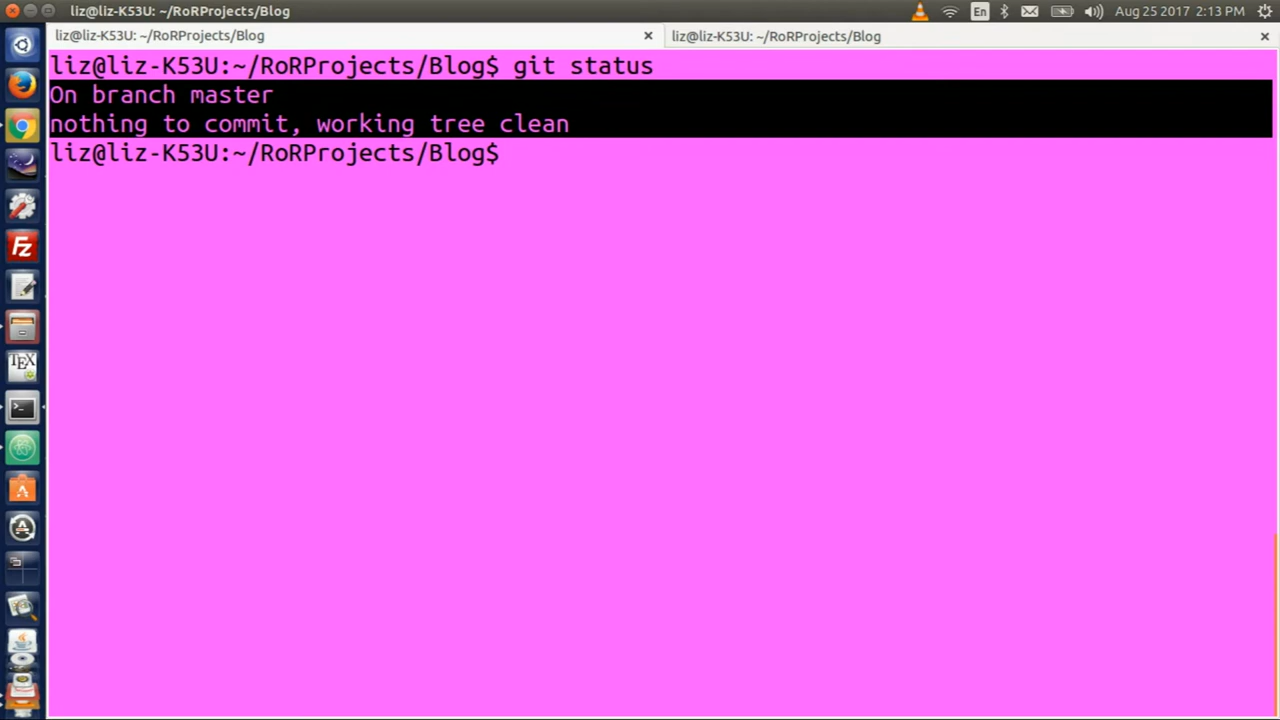 liz@liz-K53U: ~/RoRProjects/Blog
En
Aug 25 2017 2:13 PM
liz@liz-K53U: ~/RoRProjects/Blog
liz@liz-K53U: ~/RoRProjects/Blog
liz@liz-K53U:~/RoRProjects/Blog$ git status
On branch master
nothing to commit, working tree clean
liz@liz-K53U:~/RoRProjects/Blog$
Fz
TEX
>_